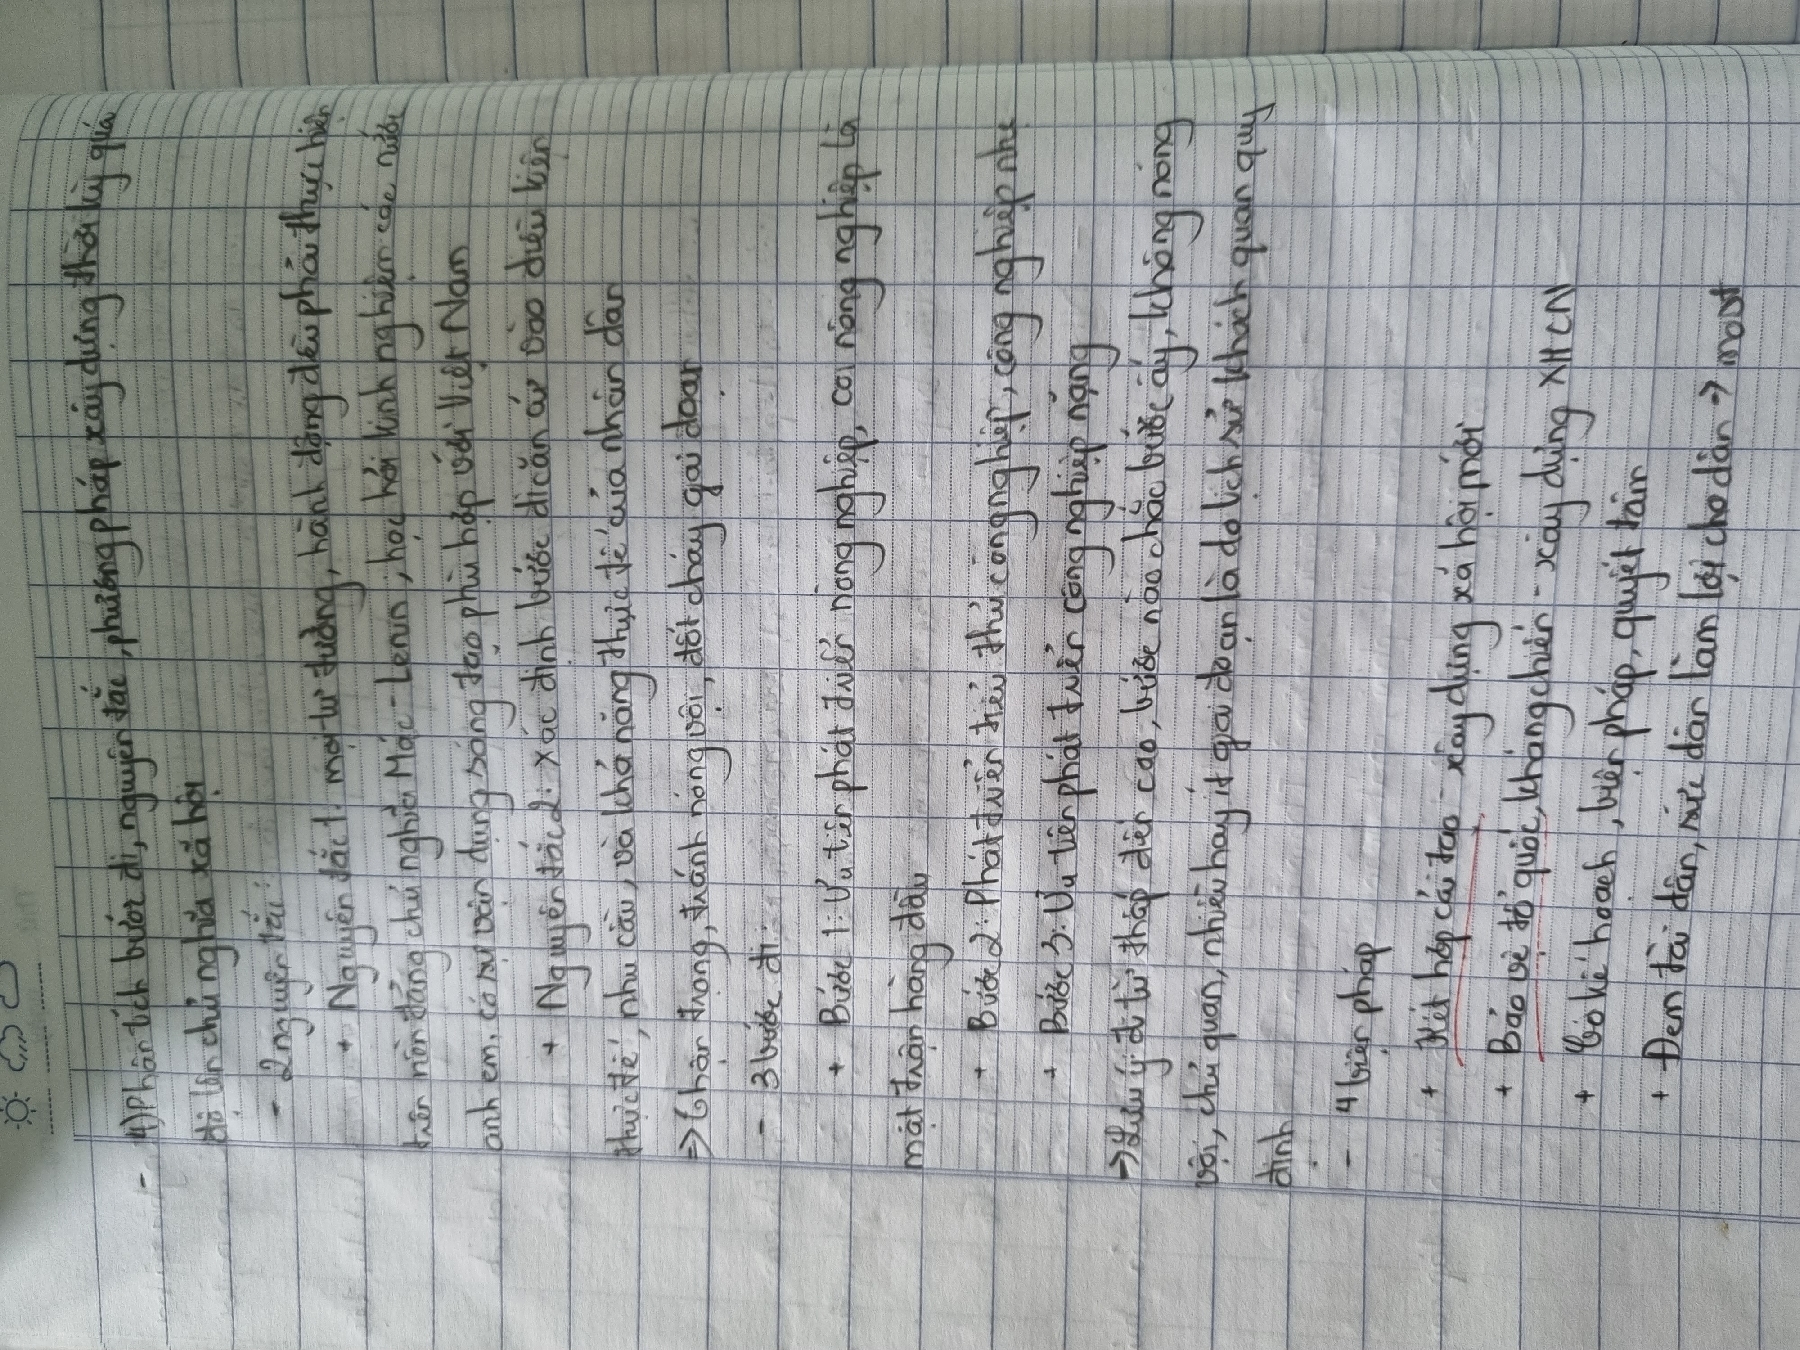 - 4) Phân tích bước đi, nguyên tắc, phương pháp xây dựng thời kỳ quá
độ lên chủ nghĩa xã hội
- 2 nguyên tắc:
+ Nguyên tắc 1: mọi tư tưởng, hành động đều phải thực hiện
trên nền tảng chủ nghĩa Mác - Lenin, học hỏi kinh nghiệm các nước
anh em, có sự vận dụng sáng tạo phù hợp với Việt Nam
+ Nguyên tắc 2: xác định bước đi căn cứ vào điều kiện
thực tế, nhu cầu, và khả năng thực tế của nhân dân
=> Thận trọng, tránh nóng vội, đốt cháy gai đoạn
- 3 bước đi:
+ Bước 1: Ưu tiên phát triển nông nghiệp, coi nông nghiệp là
mặt trận hàng đầu
+ Bước 2: Phát triển tiểu thủ công nghiệp, công nghiệp nhẹ
+ Bước 3: Ưu tiên phát triển công nghiệp nặng
-> Lưu ý đi từ thấp đến cao, bước nào chắc bước ấy, không nóng
vội, chủ quan, nhiều hay ít gai đoạn là do lịch sử khách quan quy
định
- 4 biện pháp
+ Kết hợp cải tạo - xây dựng xã hội mới
+ Bảo vệ tổ quốc, kháng chiến - xây dựng XHCN
+ Có kế hoạch, biện pháp, quyết tâm
+ Đem tài dân, sức dân làm lợi cho dân -> most